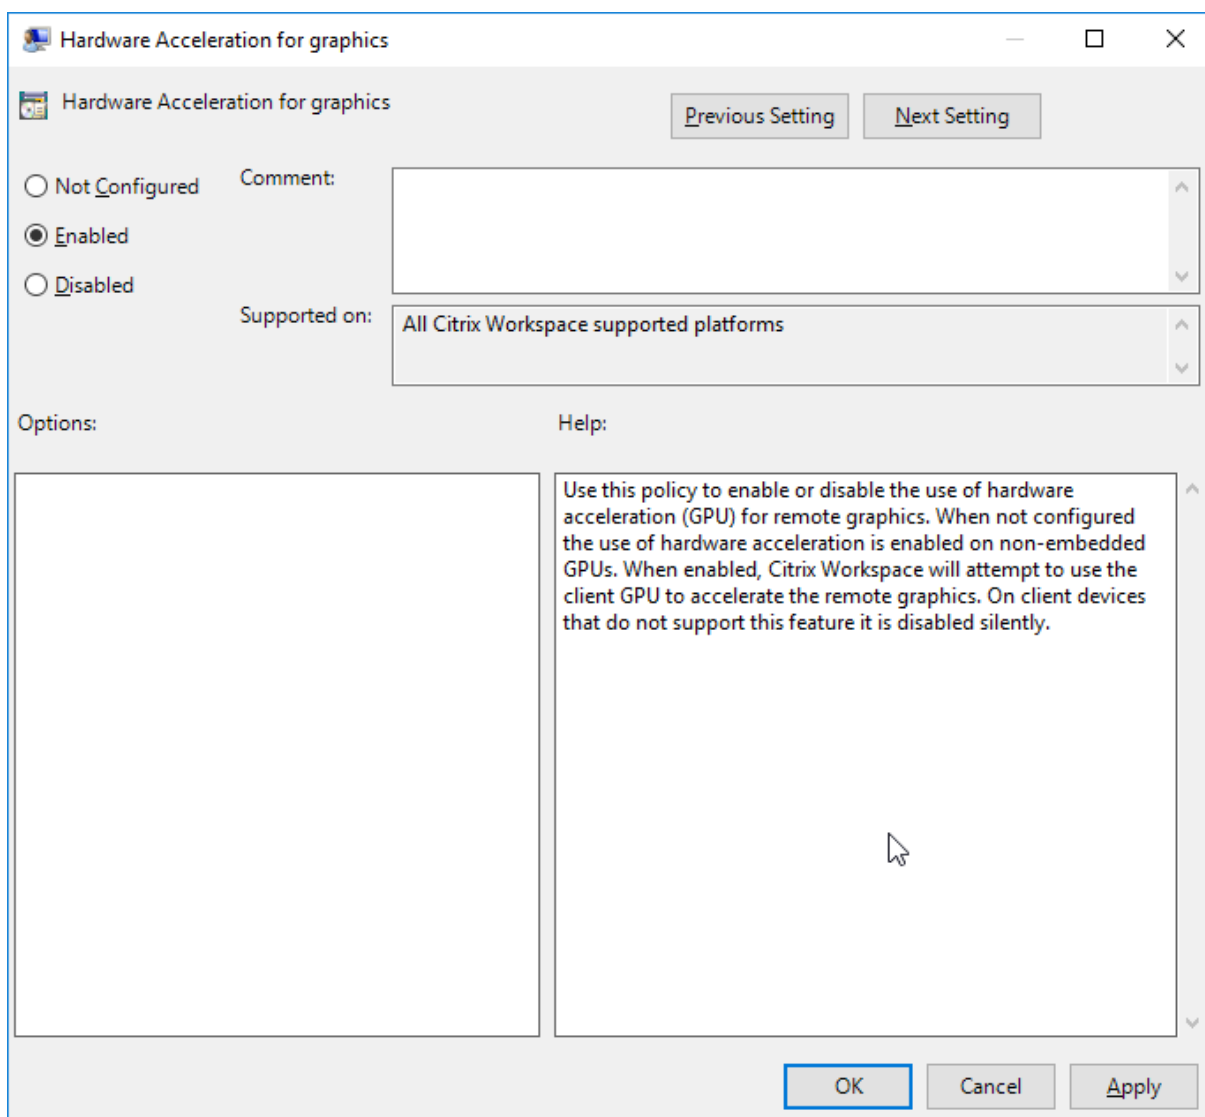 Hardware Acceleration for graphics
Hardware Acceleration for graphics
Previous Setting
Next Setting
Not Configured
Comment:
Enabled
Disabled
Supported on:
All Citrix Workspace supported platforms
Options:
Help:
Use this policy to enable or disable the use of hardware
acceleration (GPU) for remote graphics. When not configured
the use of hardware acceleration is enabled on non-embedded
GPUs. When enabled, Citrix Workspace will attempt to use the
client GPU to accelerate the remote graphics. On client devices
that do not support this feature it is disabled silently.
OK
Cancel
Apply